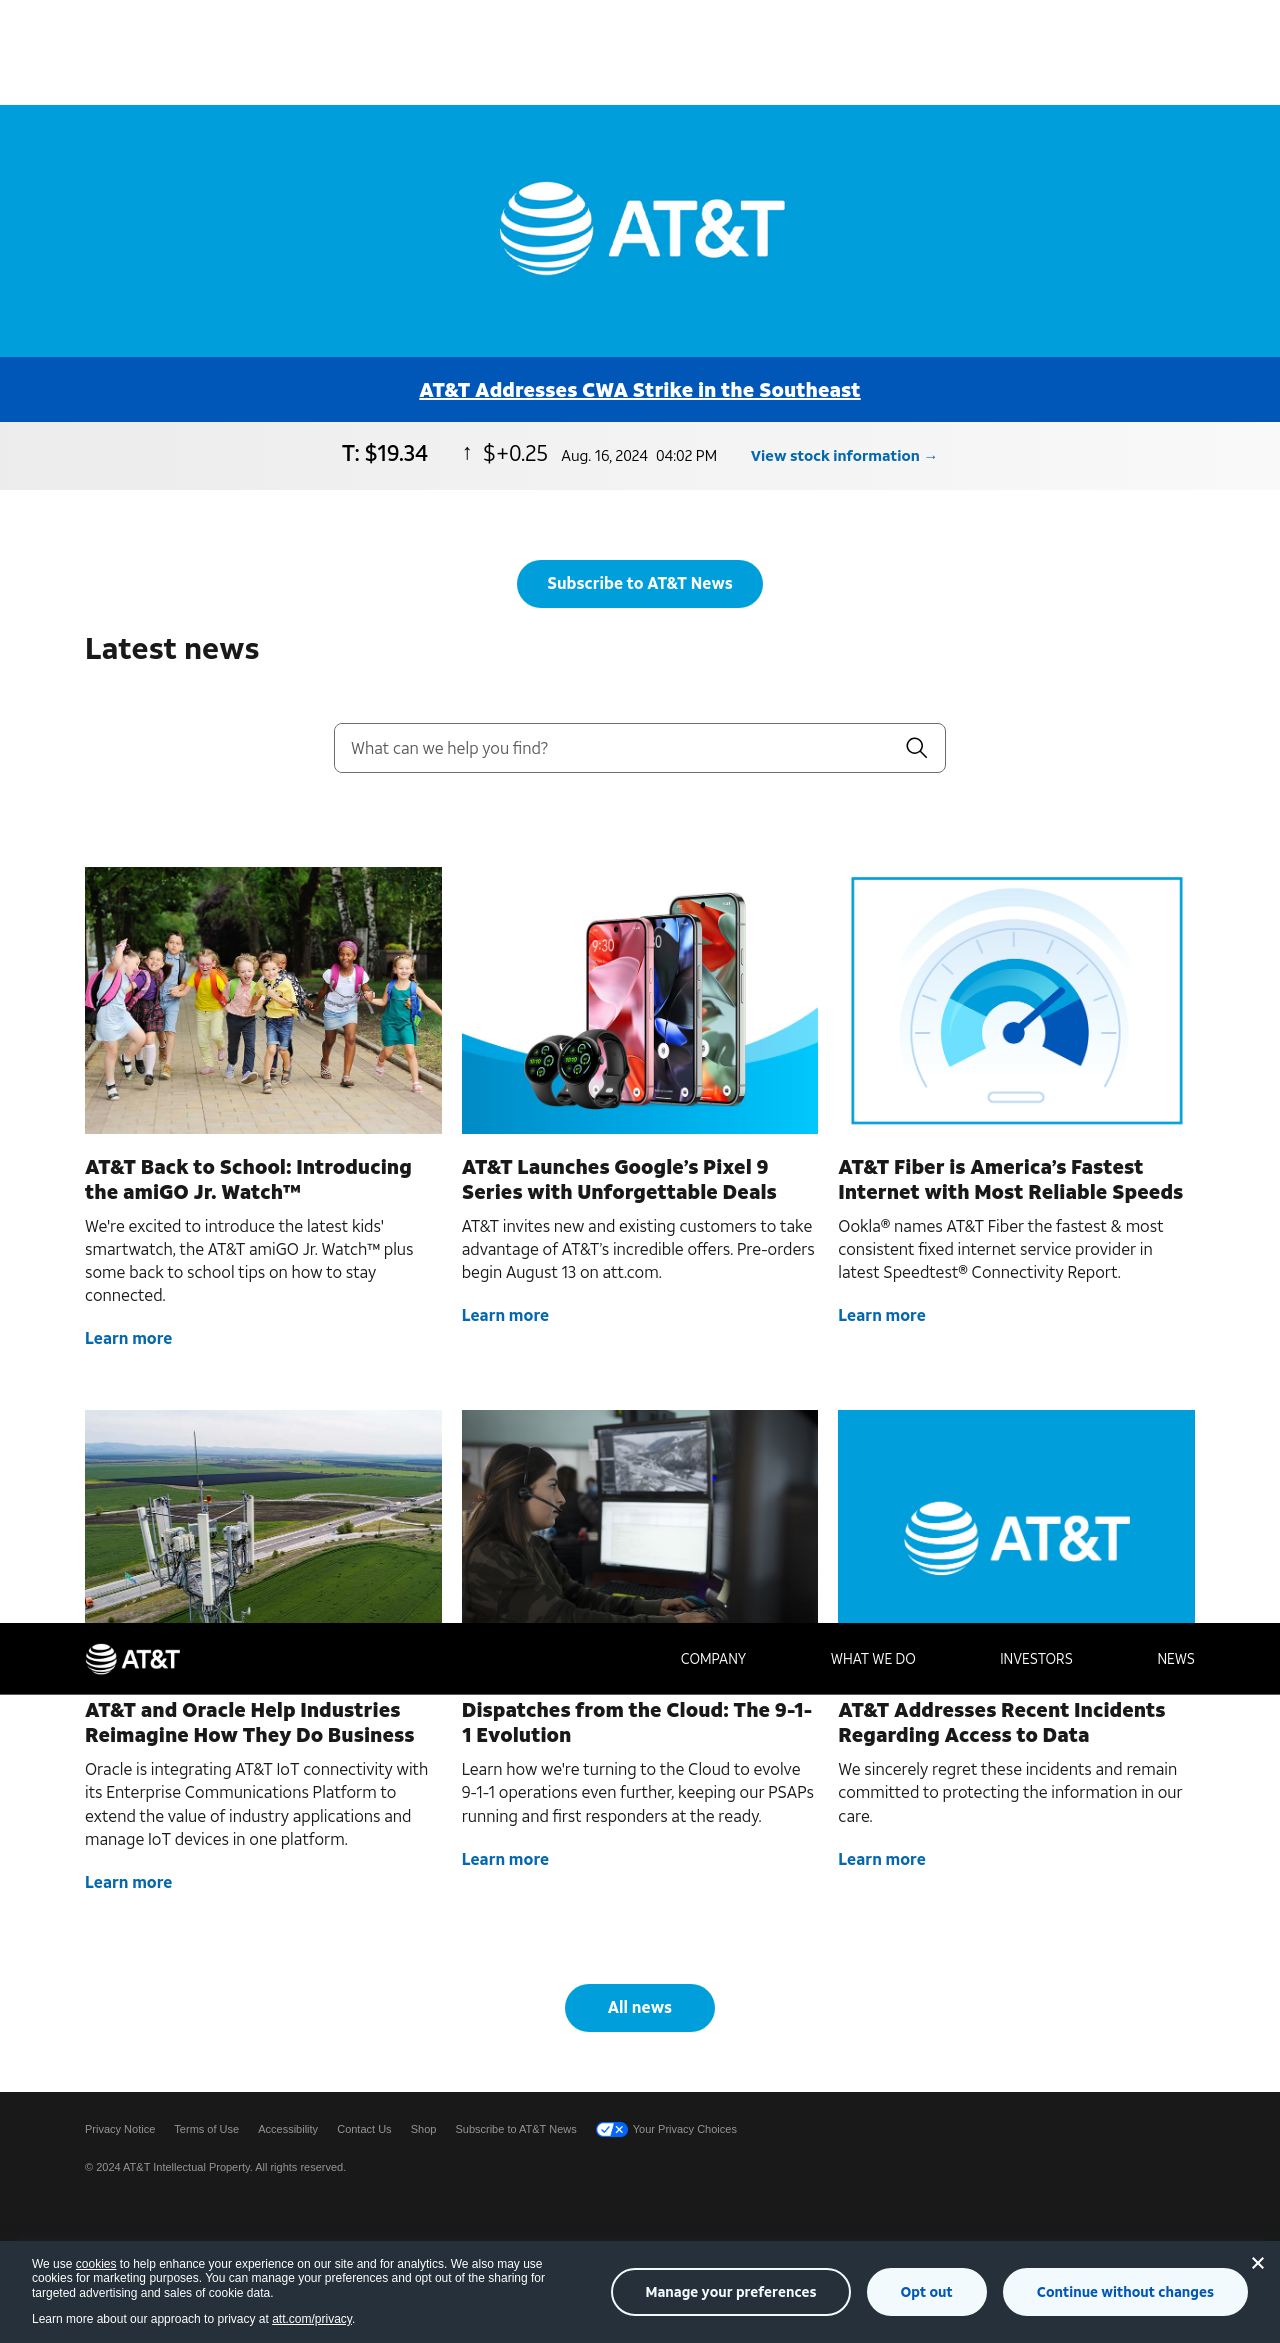 AT&T
AT&T Addresses CWA Strike in the Southeast
T: $19.34 ↑ $+0.25 Aug. 16, 2024 04:02 PM View stock information →
Subscribe to AT&T News
Latest news
What can we help you find?
9:30
AT&T Back to School: Introducing
the amiGO Jr. Watch™
We're excited to introduce the latest kids'
smartwatch, the AT&T amiGO Jr. Watch™ plus
some back to school tips on how to stay
connected.
Learn more
AT&T Launches Google’s Pixel 9
Series with Unforgettable Deals
AT&T invites new and existing customers to take
advantage of AT&T’s incredible offers. Pre-orders
begin August 13 on att.com.
Learn more
AT&T Fiber is America’s Fastest
Internet with Most Reliable Speeds
Ookla® names AT&T Fiber the fastest & most
consistent fixed internet service provider in
latest Speedtest® Connectivity Report.
Learn more
AT&T
AT&T COMPANY WHAT WE DO INVESTORS NEWS
AT&T and Oracle Help Industries
Reimagine How They Do Business
Oracle is integrating AT&T IoT connectivity with
its Enterprise Communications Platform to
extend the value of industry applications and
manage IoT devices in one platform.
Learn more
Dispatches from the Cloud: The 9-1-
1 Evolution
Learn how we're turning to the Cloud to evolve
9-1-1 operations even further, keeping our PSAPs
running and first responders at the ready.
Learn more
AT&T Addresses Recent Incidents
Regarding Access to Data
We sincerely regret these incidents and remain
committed to protecting the information in our
care.
Learn more
All news
Privacy Notice Terms of Use Accessibility Contact Us Shop Subscribe to AT&T News Your Privacy Choices
© 2024 AT&T Intellectual Property. All rights reserved.
We use cookies to help enhance your experience on our site and for analytics. We also may use
cookies for marketing purposes. You can manage your preferences and opt out of the sharing for
targeted advertising and sales of cookie data.
Learn more about our approach to privacy at att.com/privacy.
Manage your preferences
Opt out
Continue without changes